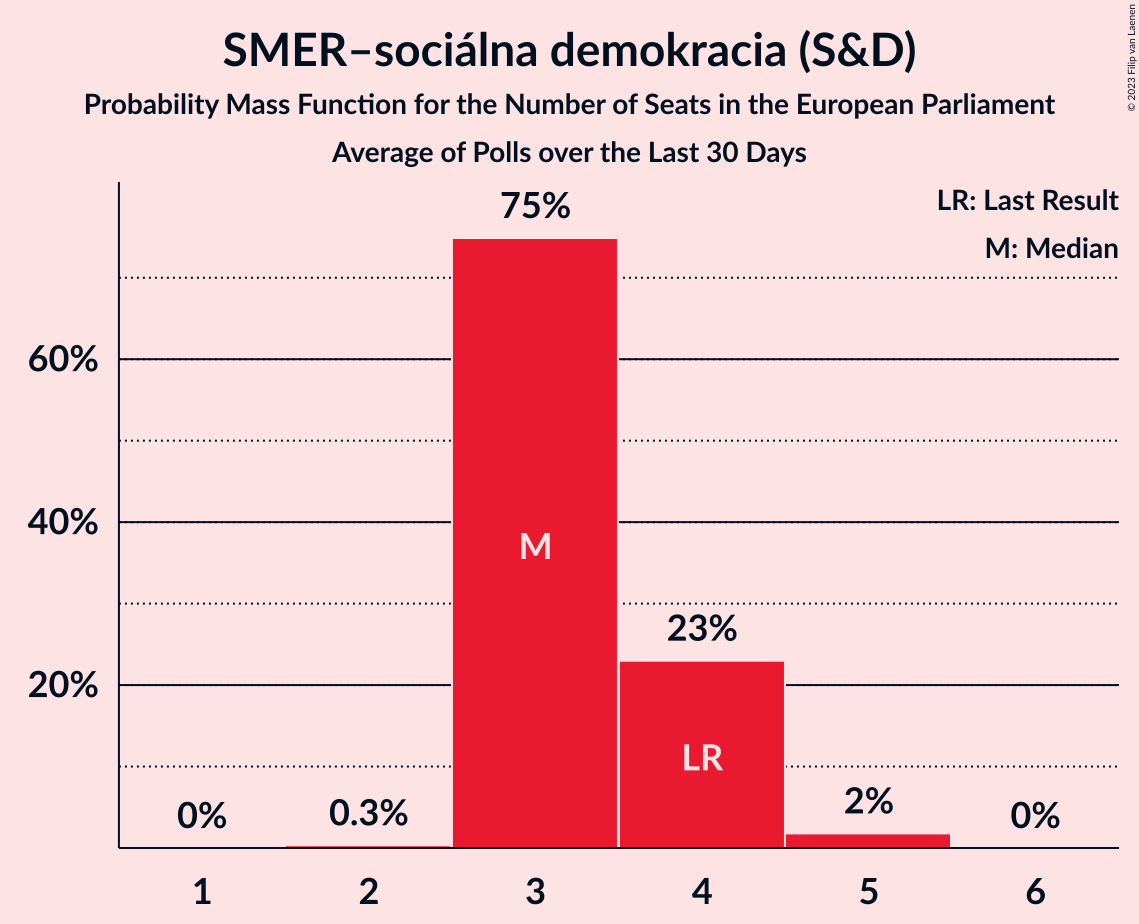 SMER–sociálna demokracia (S&D)
Probability Mass Function for the Number of Seats in the European Parliament
Average of Polls over the Last 30 Days
© 2023 Filip van Laenen
LR: Last Result
M: Median
75%
60%
40%
20%
M
23%
LR
0%
0.3%
2%
0%
1 2 3 4 5 6